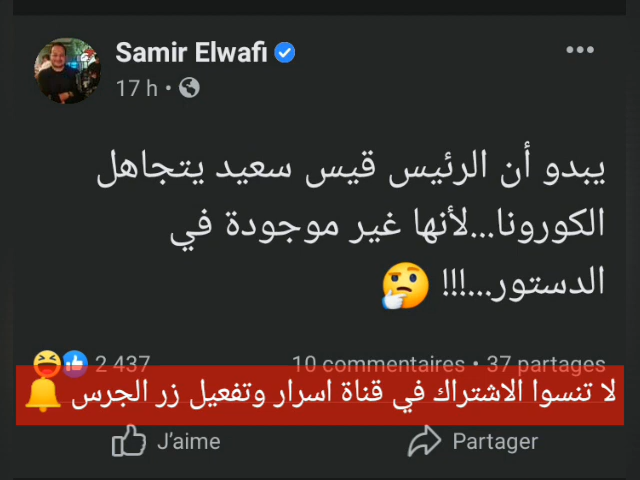 Samir Elwafi
17 h
يبدو أن الرئيس قيس سعيد يتجاهل
الكورونا...لأنها غير موجودة في
الدستور...!!! 🤔
2 437 10 commentaires • 37 partages
لا تنسوا الاشتراك في قناة اسرار وتفعيل زر الجرس
J'aime Partager